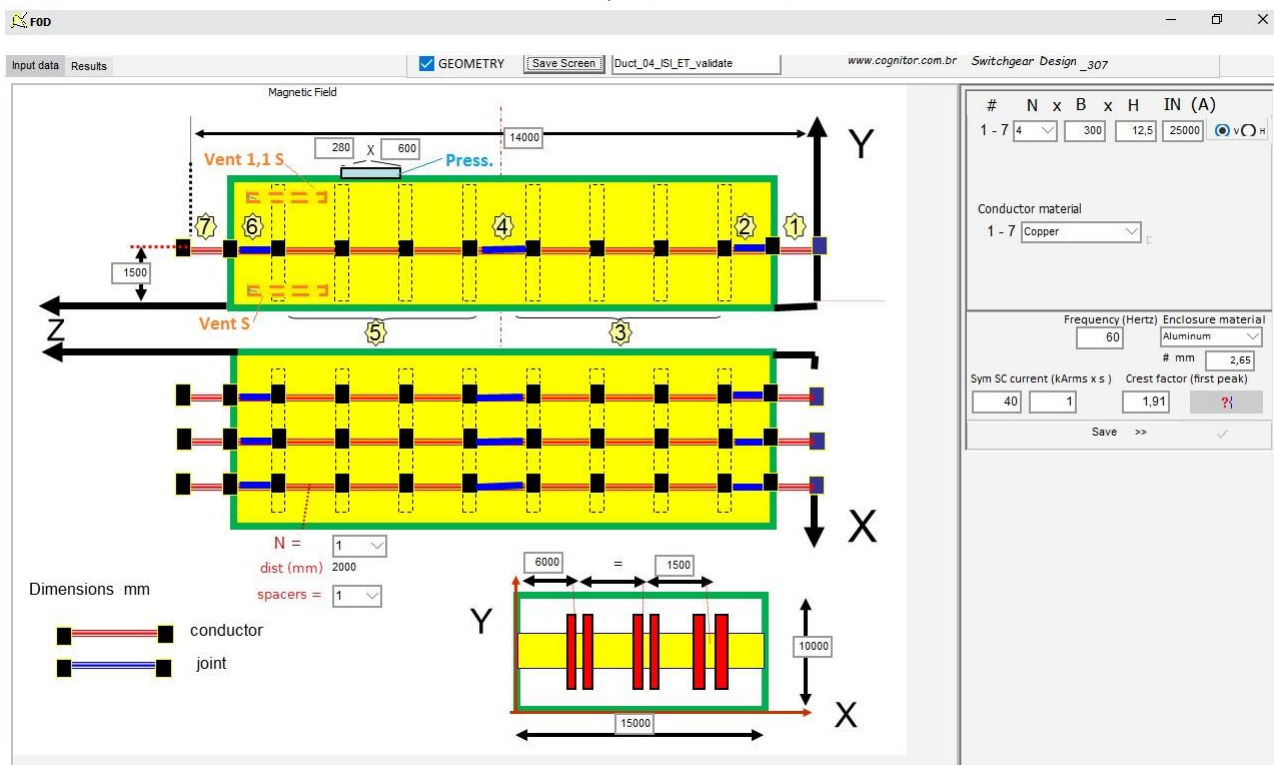 FOD
Input data Results GEOMETRY Save Screen Duct_04_ISI_ET_validate www.cognitor.com.br Switchgear Design _307
Magnetic Field
14000
280 X 600
Vent 1,1 S
Press.
Y
7 6 4 2 1
1500
Z
Vent S
5 3
X
N = 1
dist (mm) 2000
spacers = 1
Dimensions mm
conductor
joint
6000 = 1500
Y
10000
15000
X
# N x B x H IN (A)
1 - 7 4 300 12,5 25000 V H
Conductor material
1 - 7 Copper
Frequency (Hertz) Enclosure material
60 Aluminum
# mm 2,65
Sym SC current (kArms x s ) Crest factor (first peak)
40 1 1,91 ?
Save >>